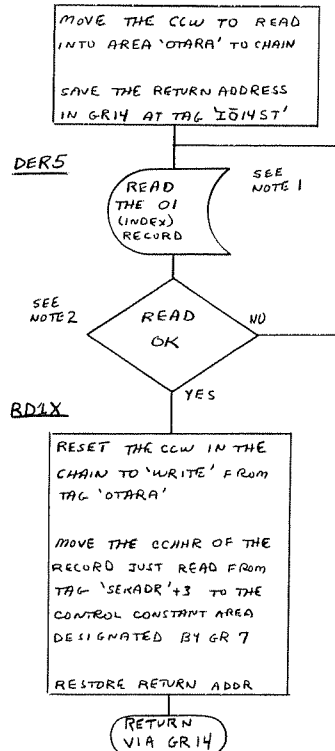 MOVE THE CCW TO READ
INTO AREA 'OTARA' TO CHAIN
SAVE THE RETURN ADDRESS
IN GR14 AT TAG 'IO14ST'
DER5
SEE
NOTE 1
READ
THE 01
(INDEX)
RECORD
SEE
NOTE 2
READ
OK
NO
YES
RD1X
RESET THE CCW IN THE
CHAIN TO 'WRITE' FROM
TAG 'OTARA'
MOVE THE CCHHR OF THE
RECORD JUST READ FROM
TAG 'SEKADR'+3 TO THE
CONTROL CONSTANT AREA
DESIGNATED BY GR 7
RESTORE RETURN ADDR
RETURN
VIA GR14